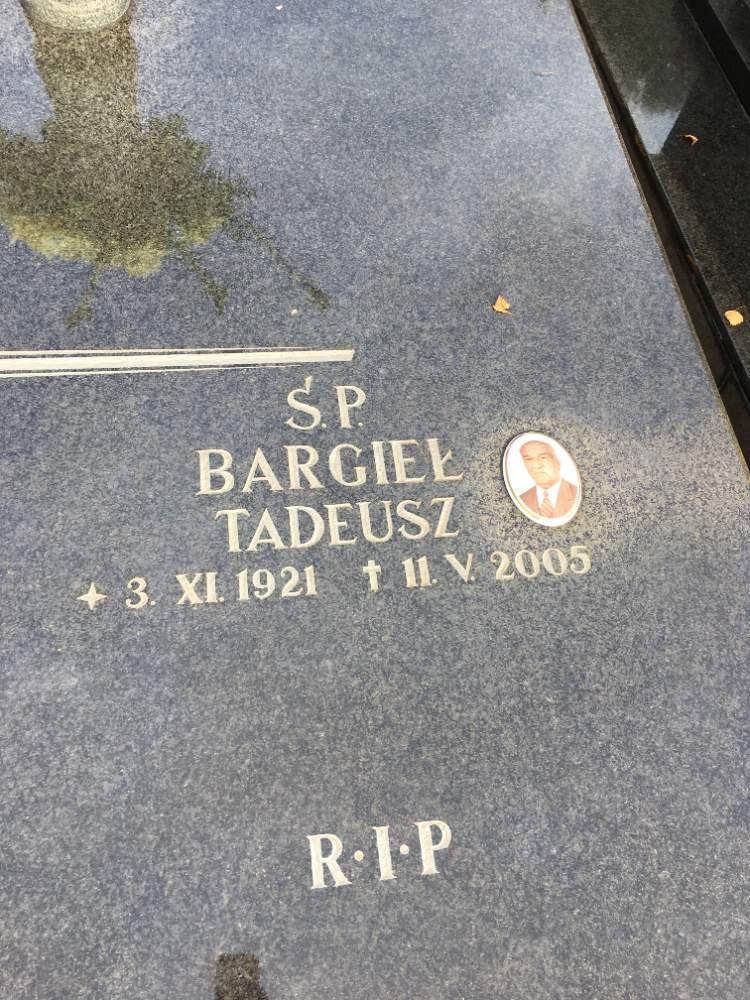 Ś.P.
BARGIEŁ
TADEUSZ
3. XI. 1921 † 11. V. 2005
R·I·P